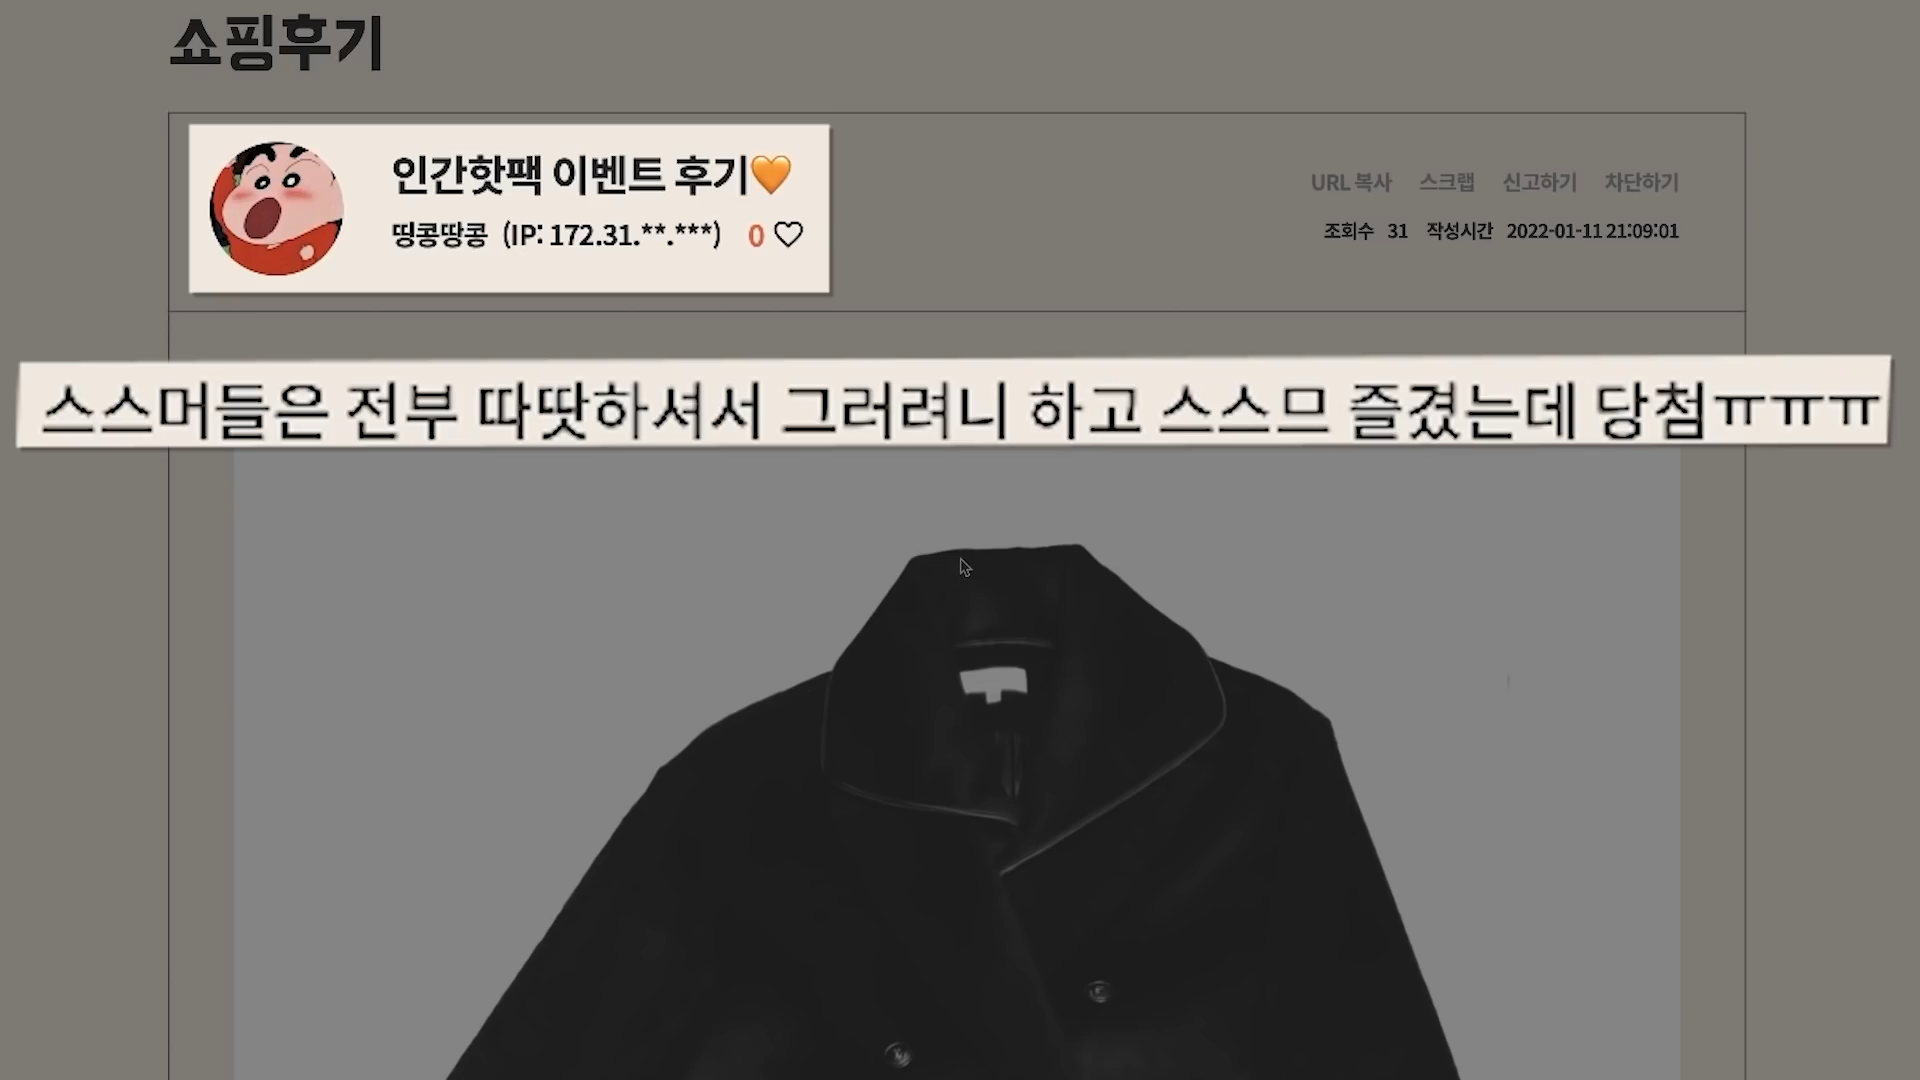 쇼핑후기
인간핫팩 이벤트 후기🧡
띵콩땅콩 (IP: 172.31.**.***) 0 ♡
URL 복사 스크랩 신고하기 차단하기
조회수 31 작성시간 2022-01-11 21:09:01
스스머들은 전부 따땃하셔서 그러려니 하고 스스므 즐겼는데 당첨ㅠㅠㅠ